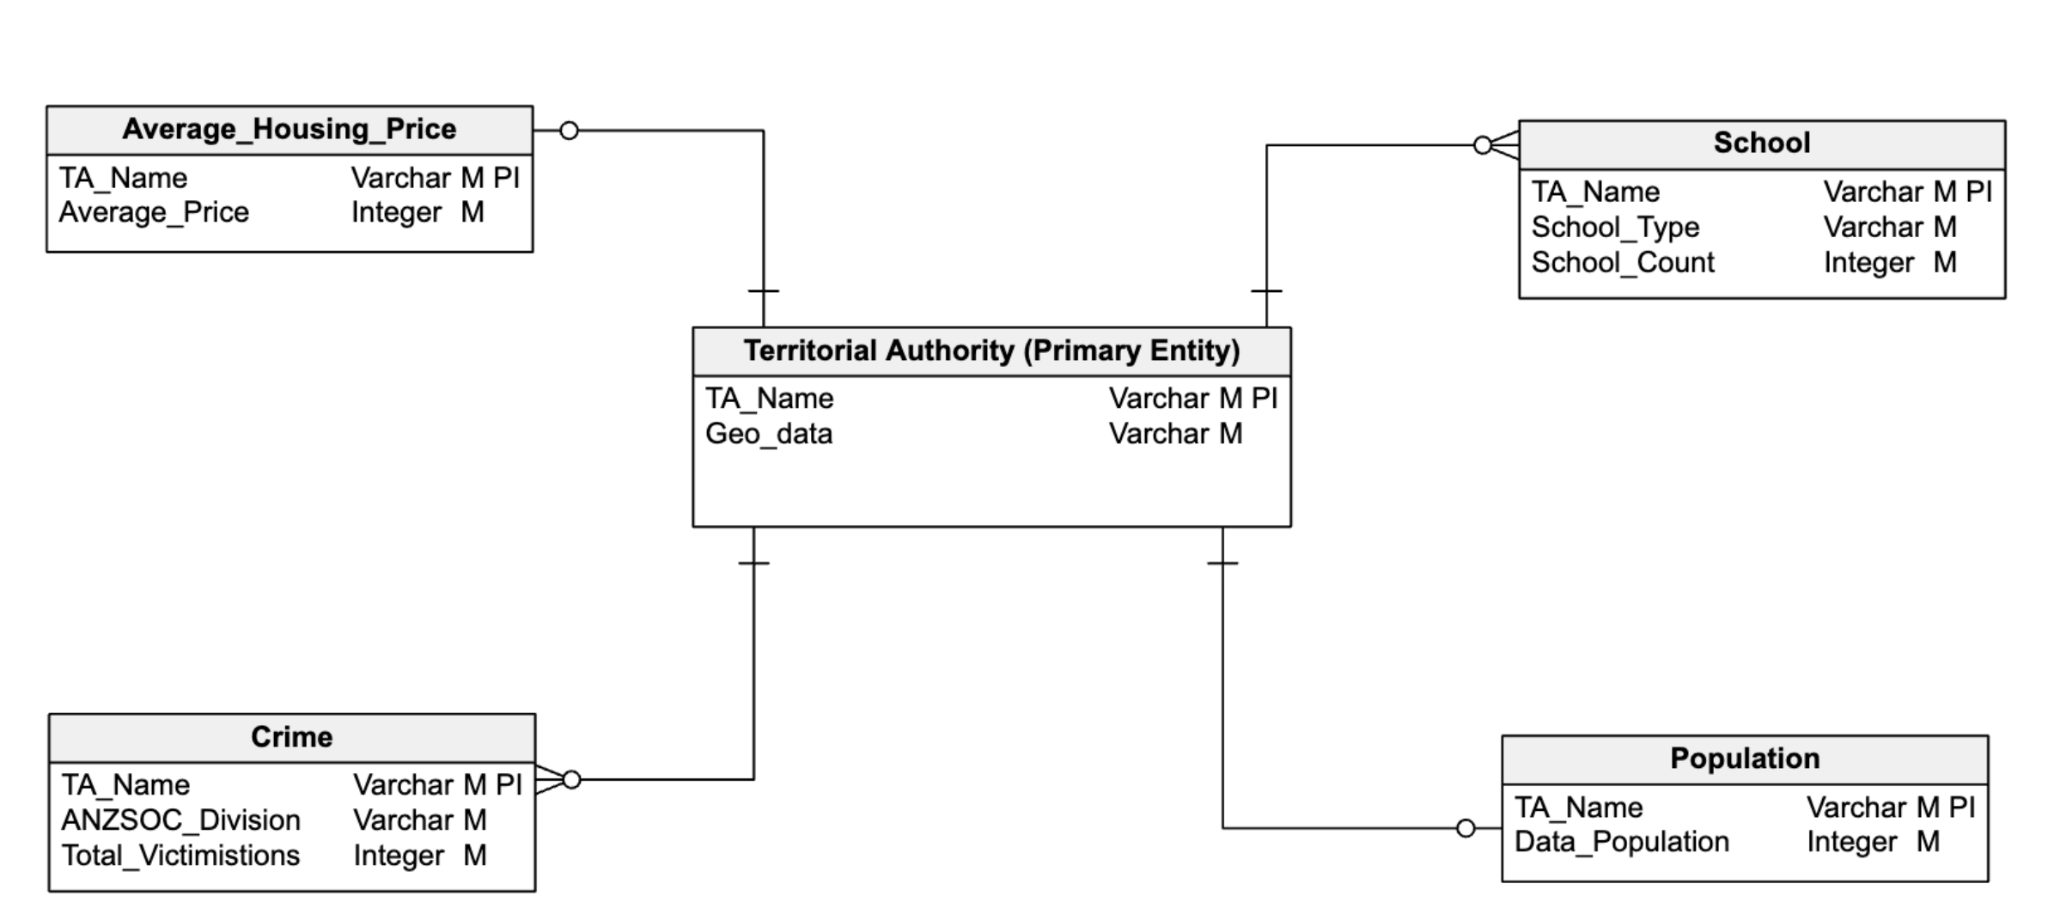 Average_Housing_Price
TA_Name Varchar M PI
Average_Price Integer M
School
TA_Name Varchar M PI
School_Type Varchar M
School_Count Integer M
Territorial Authority (Primary Entity)
TA_Name Varchar M PI
Geo_data Varchar M
Crime
TA_Name Varchar M PI
ANZSOC_Division Varchar M
Total_Victimistions Integer M
Population
TA_Name Varchar M PI
Data_Population Integer M